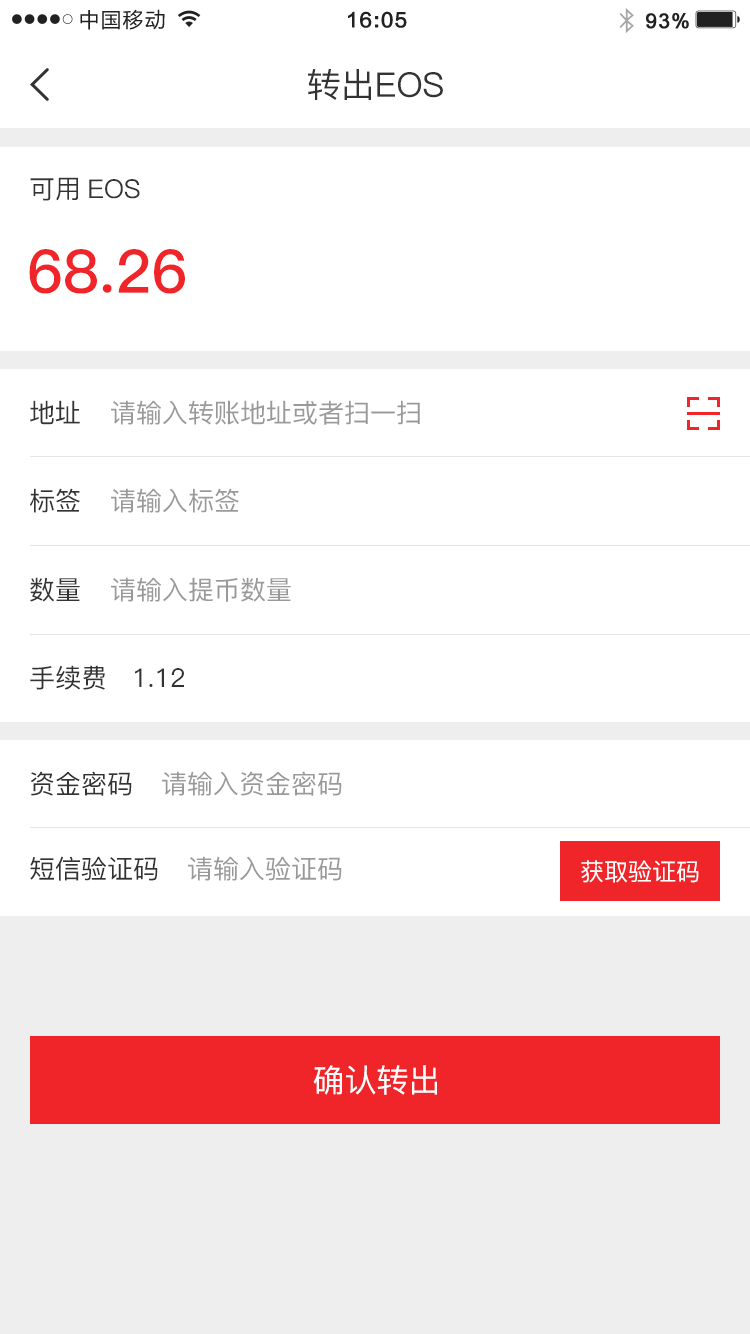 中国移动 16:05 93%
转出EOS
可用 EOS
68.26
地址 请输入转账地址或者扫一扫
标签 请输入标签
数量 请输入提币数量
手续费 1.12
资金密码 请输入资金密码
短信验证码 请输入验证码 获取验证码
确认转出